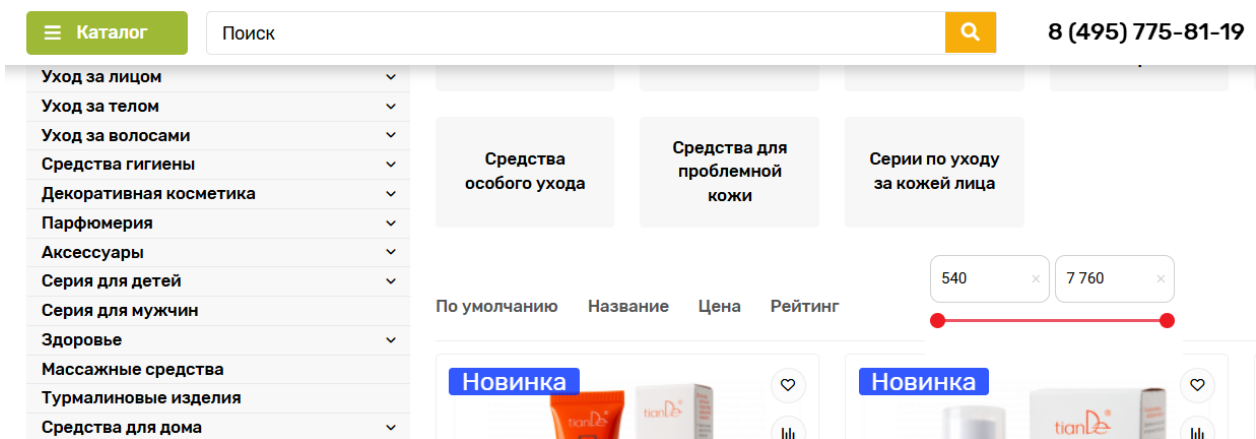 Каталог
Поиск
8 (495) 775-81-19
Уход за лицом
Уход за телом
Уход за волосами
Средства гигиены
Декоративная косметика
Парфюмерия
Аксессуары
Серия для детей
Серия для мужчин
Здоровье
Массажные средства
Турмалиновые изделия
Средства для дома
Средства
особого ухода
Средства для
проблемной
кожи
Серии по уходу
за кожей лица
По умолчанию Название Цена Рейтинг
540 × 7 760 ×
Новинка
tianDe
tianDe
Новинка
tianDe